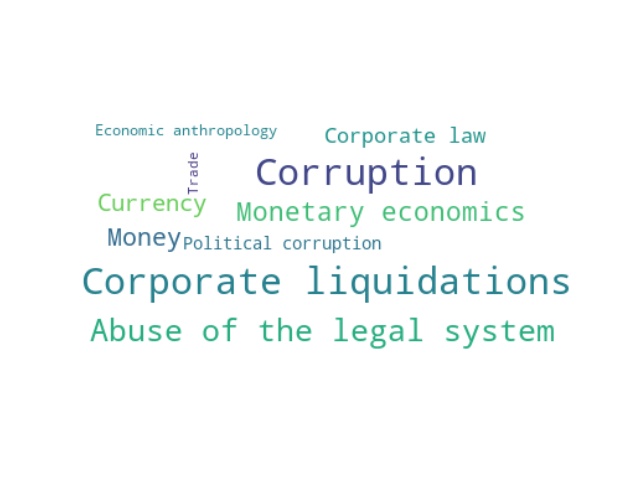 Economic anthropology
Corporate law
Trade
Corruption
Currency
Monetary economics
Money
Political corruption
Corporate liquidations
Abuse of the legal system